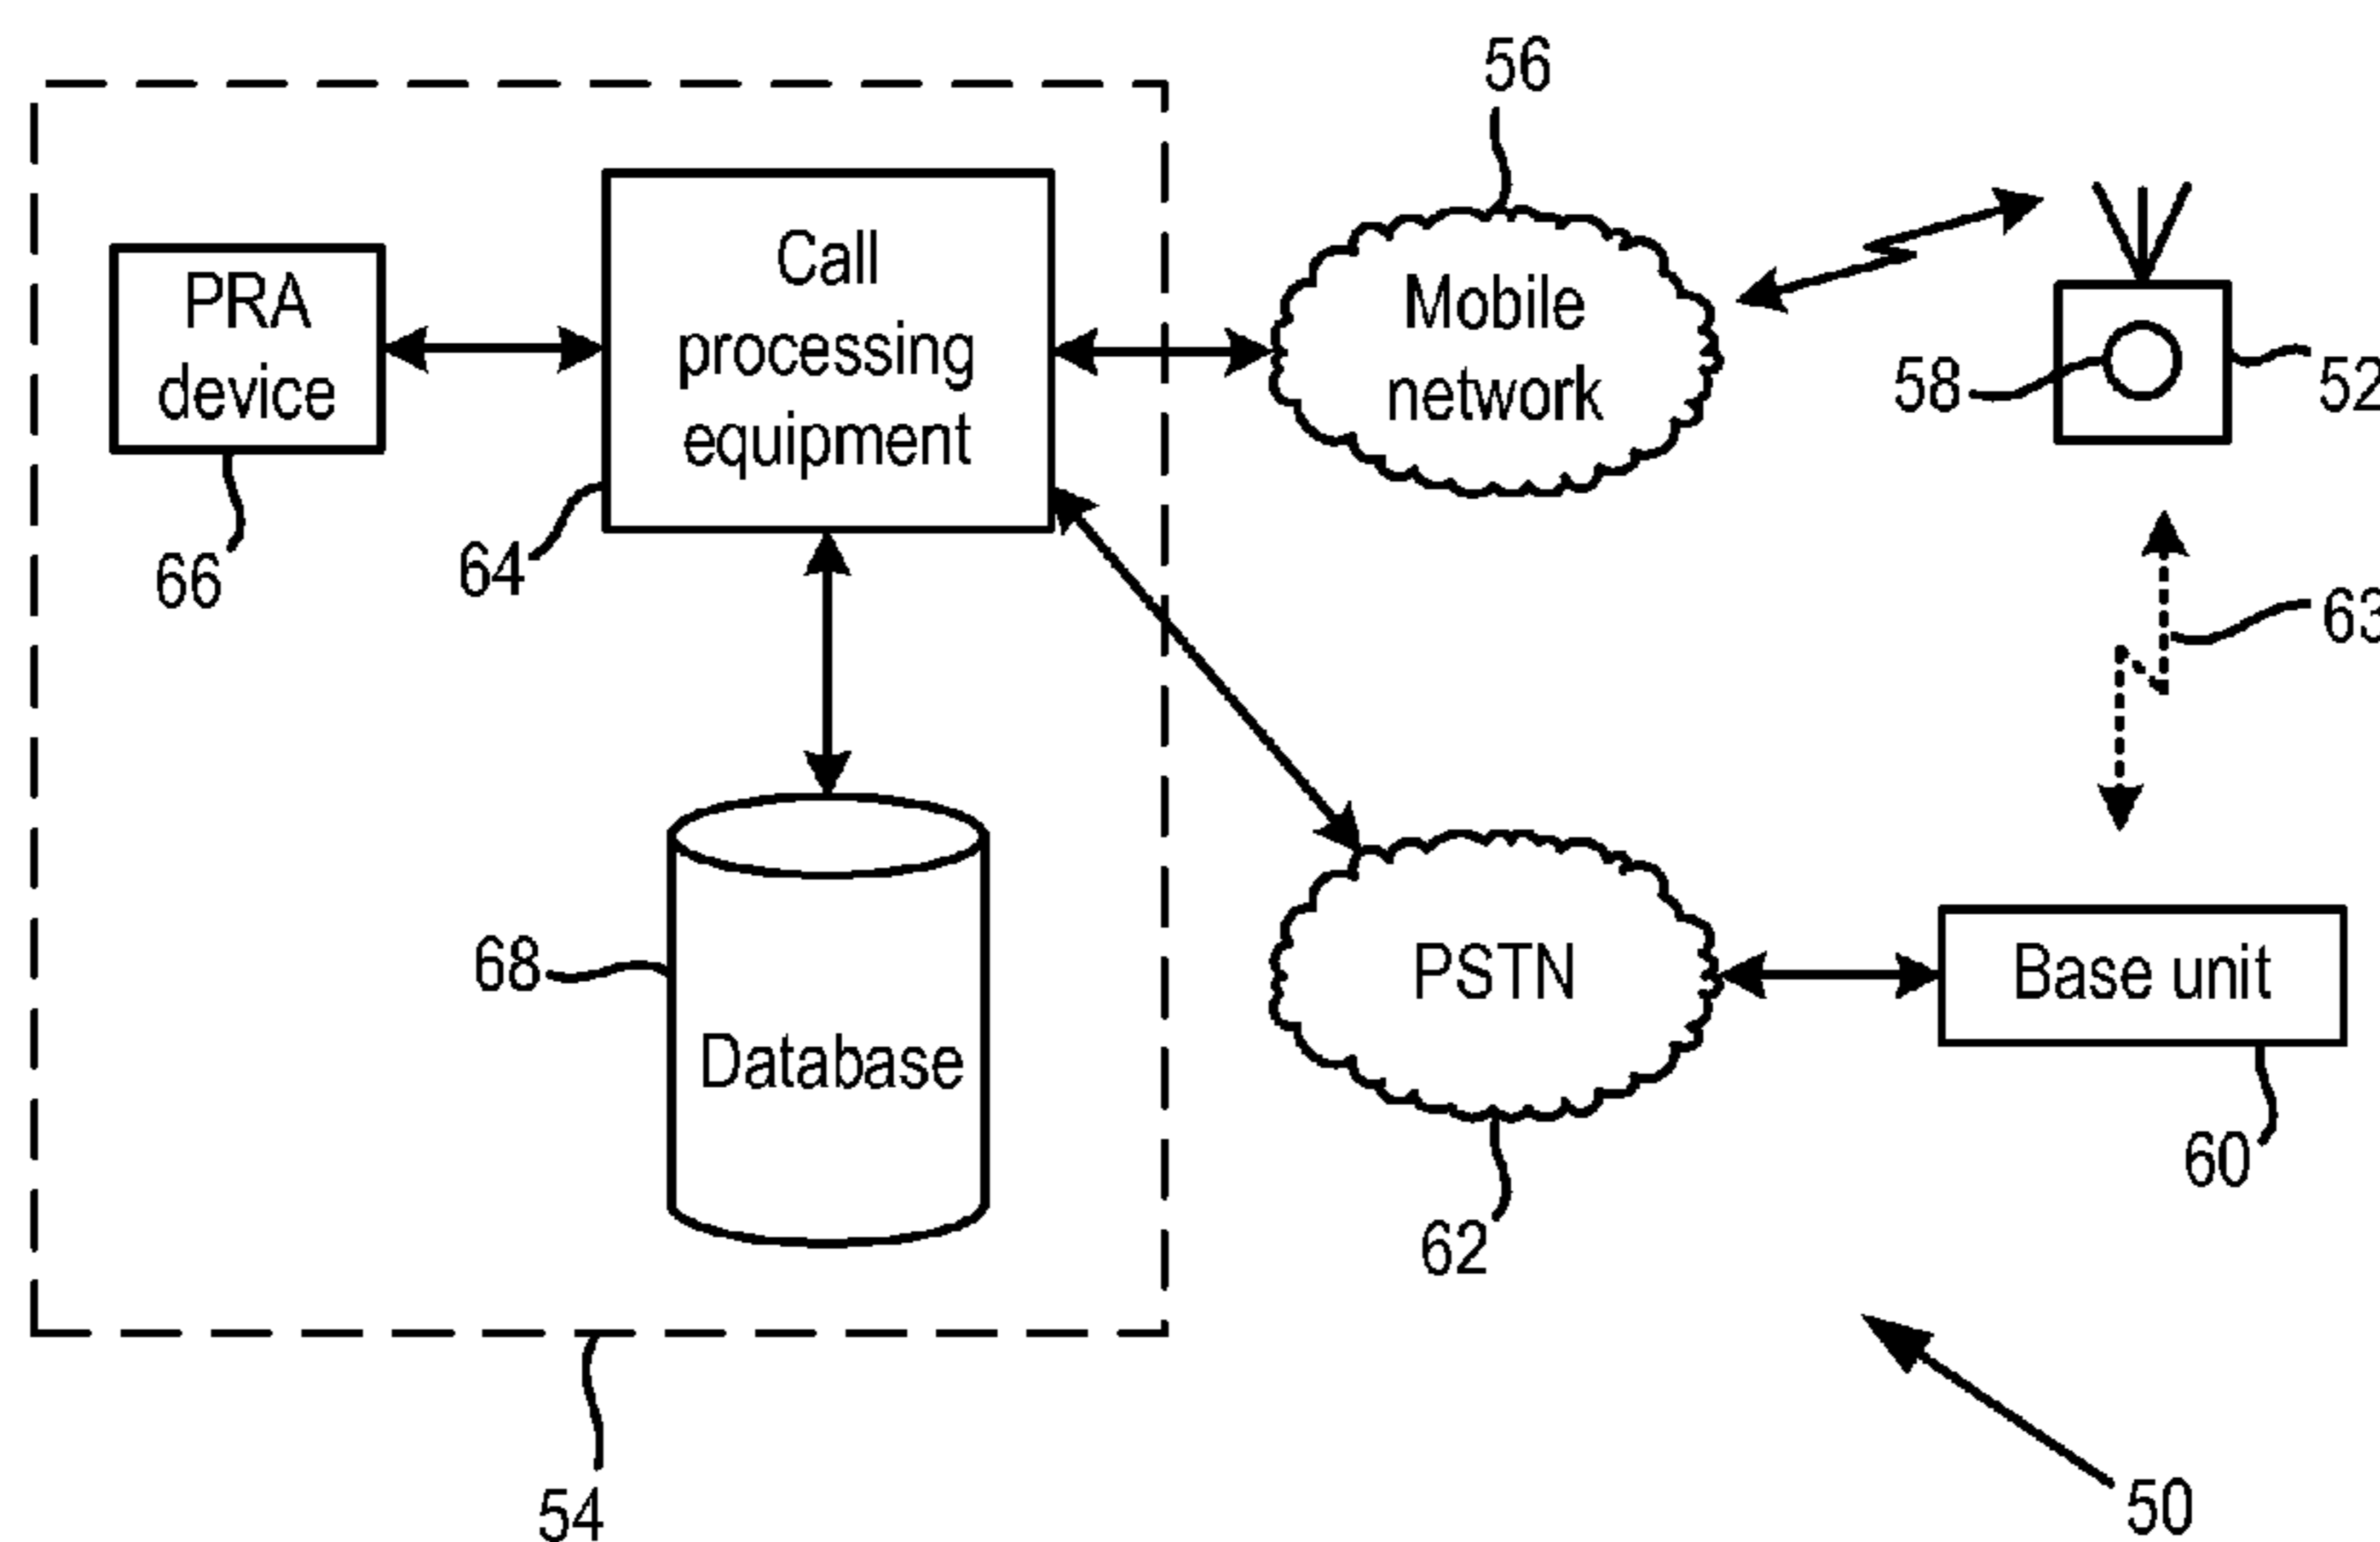 56
PRA
device
66
Call
processing
equipment
64
Mobile
network
58
52
63
68
Database
PSTN
62
Base unit
60
54
50